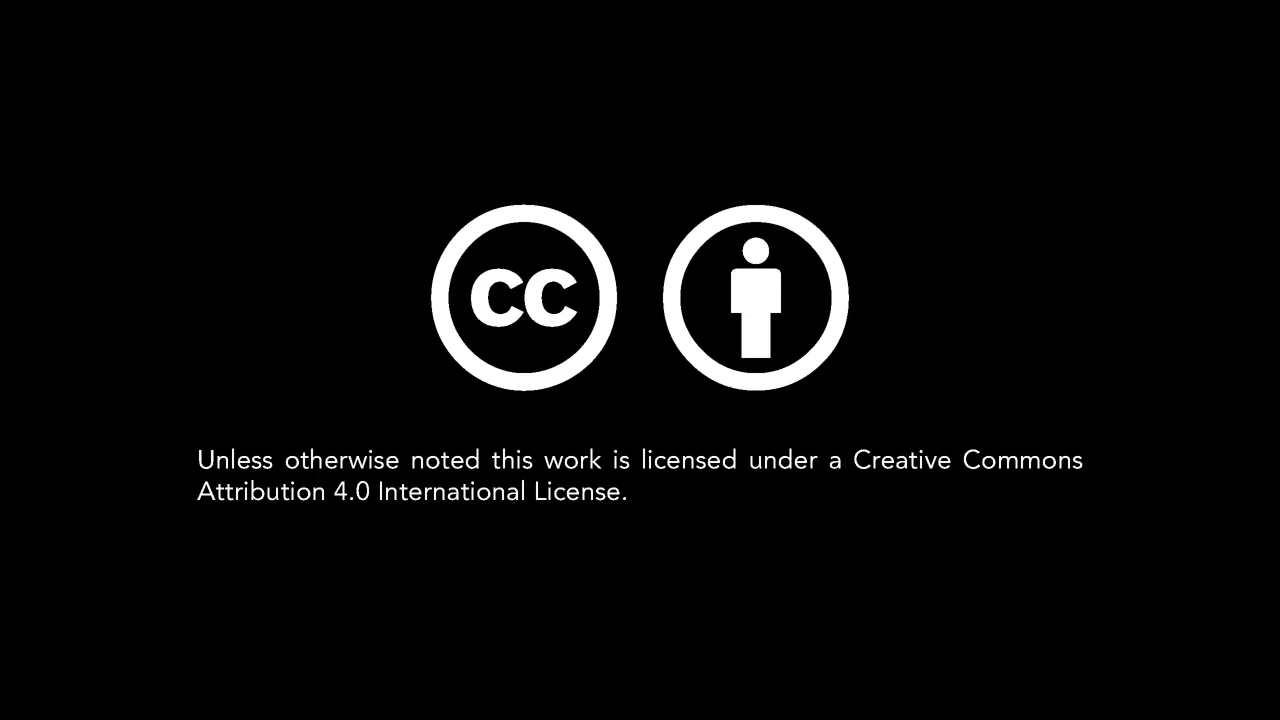 cc
Unless otherwise noted this work is licensed under a Creative Commons
Attribution 4.0 International License.